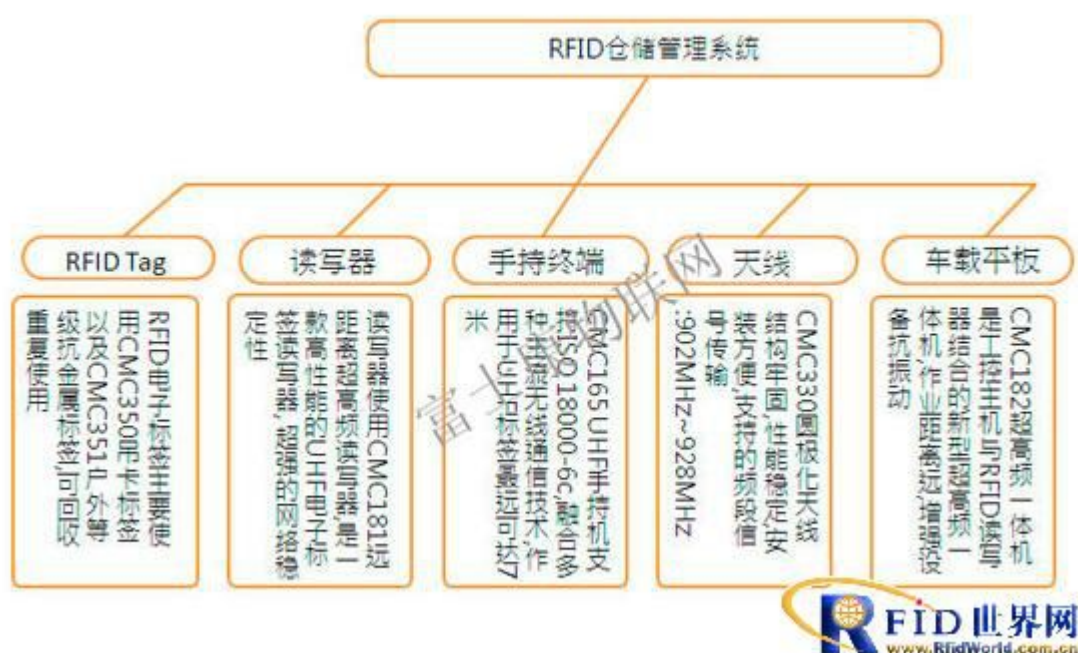 RFID仓储管理系统
RFID Tag
RFID电子标签主要使
用CMC350卡标签
以及CMC351户外等
级抗金属标签,可回收
重复使用
读写器
读写器使用CMC181远
距离超高频读写器,是一
款高性能的UHF电子标
签读写器, 超强的网络稳
定性
手持终端
CMC165 UHF手持机支
持ISO 18000-6c,融合多
种主流无线通信技术,作
用于UHF标签最远可达7
米
天线
CMC330圆极化天线
结构牢固,性能稳定,安
装方便,支持的频段信
号传输
:902MHz~928MHz
车载平板
CMC182超高频一体机
是工控主机与RFID读写
器结合的新型超高频一
体机,作业距离远,增强设
备抗振动
富士物联网
RFID世界网
www.RfidWorld.com.cn